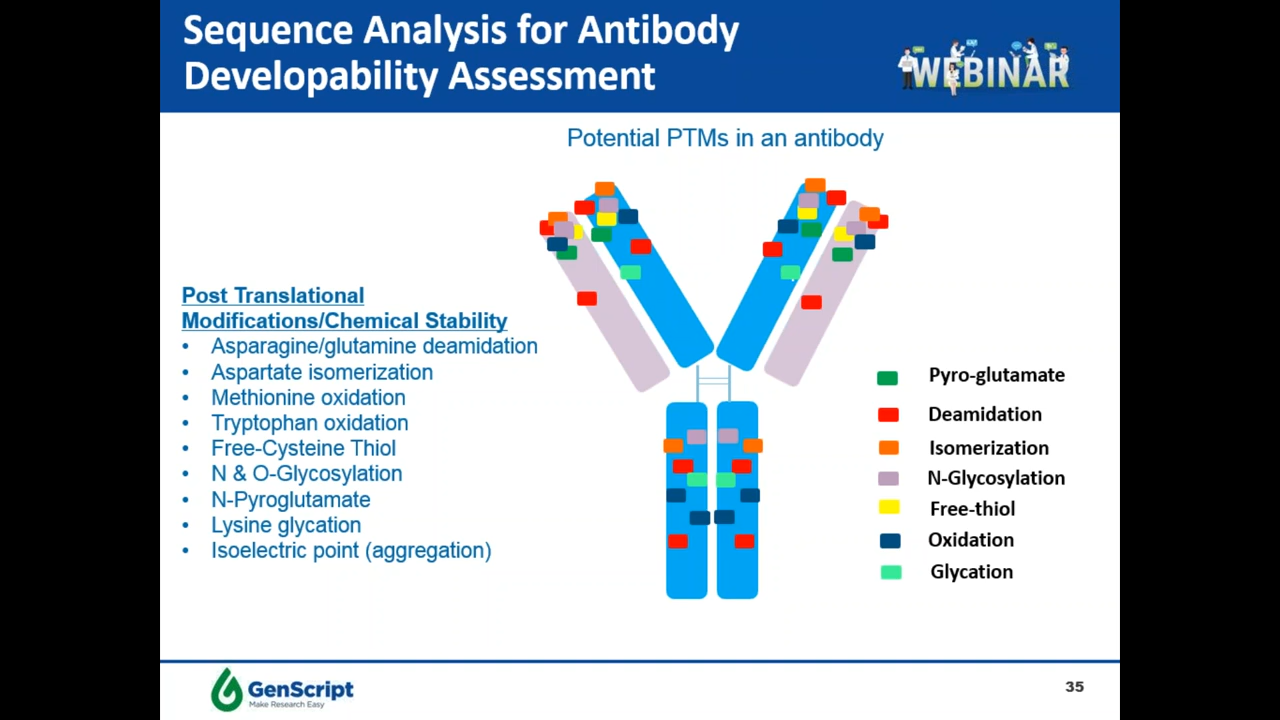 Sequence Analysis for Antibody
Developability Assessment
WEBINAR
Potential PTMs in an antibody
Post Translational
Modifications/Chemical Stability
• Asparagine/glutamine deamidation
• Aspartate isomerization
• Methionine oxidation
• Tryptophan oxidation
• Free-Cysteine Thiol
• N & O-Glycosylation
• N-Pyroglutamate
• Lysine glycation
• Isoelectric point (aggregation)
Pyro-glutamate
Deamidation
Isomerization
N-Glycosylation
Free-thiol
Oxidation
Glycation
GenScript
Make Research Easy
35